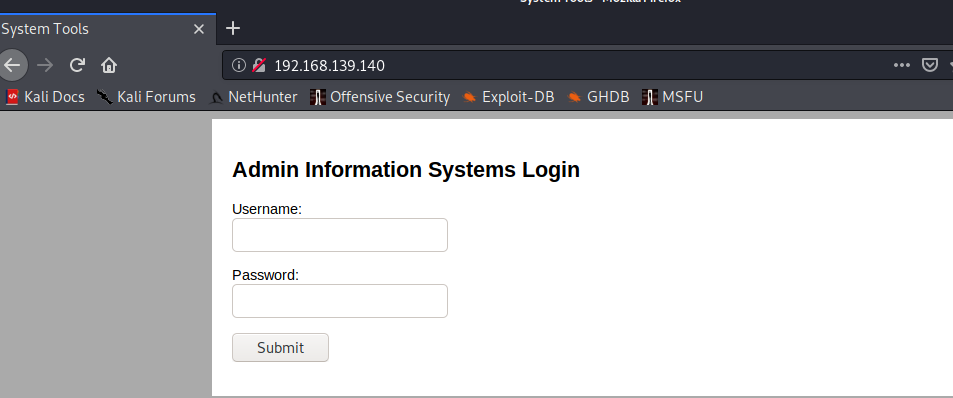 System Tools - Mozilla Firefox
System Tools
192.168.139.140
Kali Docs Kali Forums NetHunter Offensive Security Exploit-DB GHDB MSFU
Admin Information Systems Login
Username:
Password:
Submit